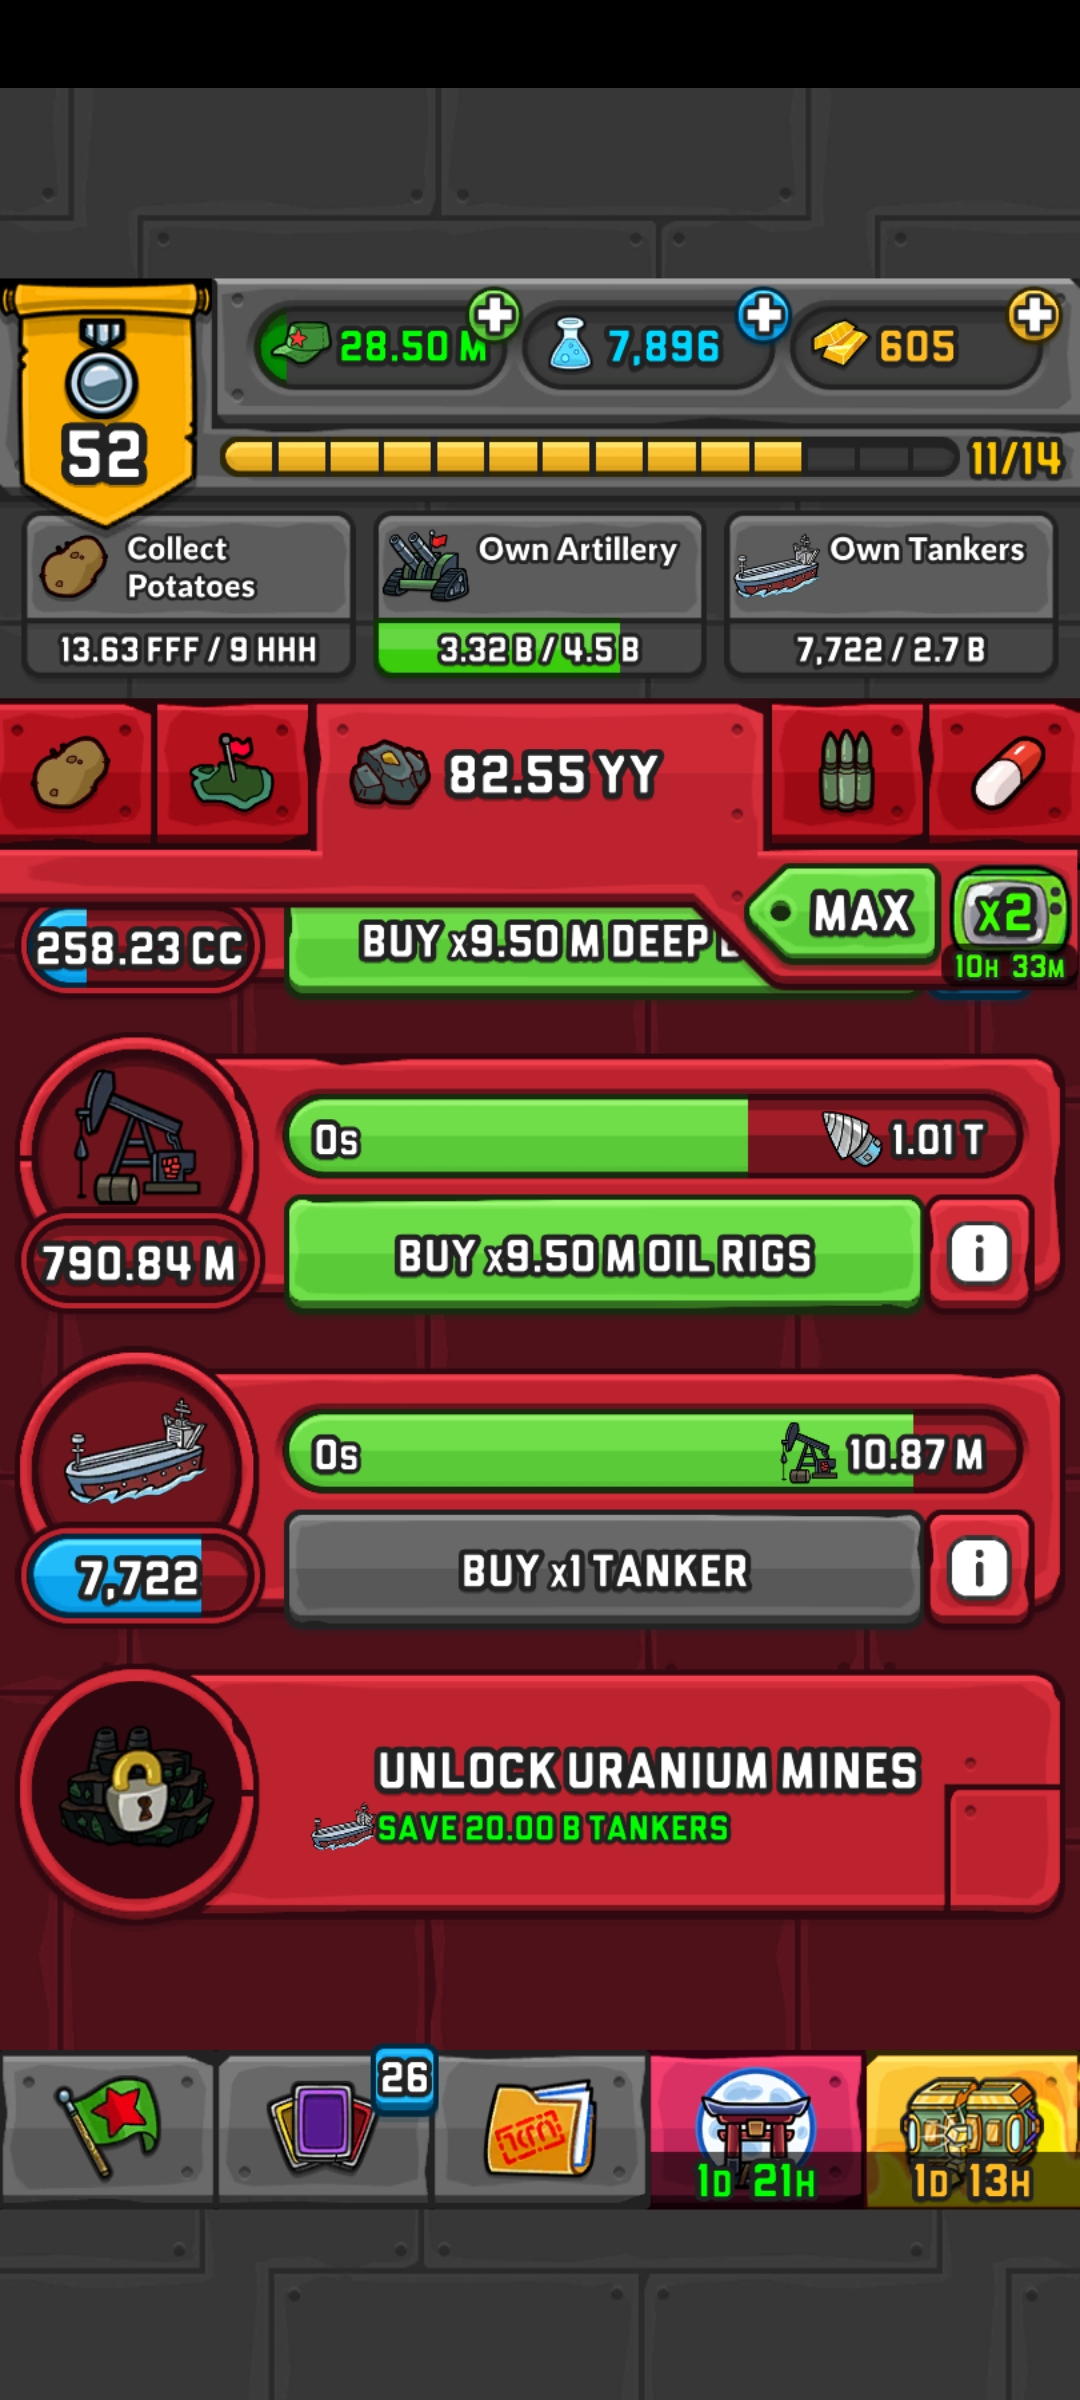 28.50 M
7,896
605
52
11/14
Collect
Potatoes
13.63 FFF / 9 HHH
Own Artillery
3.32 B / 4.5 B
Own Tankers
7,722 / 2.7 B
82.55 YY
MAX
x2
10H 33M
258.23 CC
BUY x9.50 M DEEP
0s
1.01 T
790.84 M
BUY x9.50 M OIL RIGS
i
0s
10.87 M
7,722
BUY x1 TANKER
i
UNLOCK URANIUM MINES
SAVE 20.00 B TANKERS
26
1D 21H
1D 13H